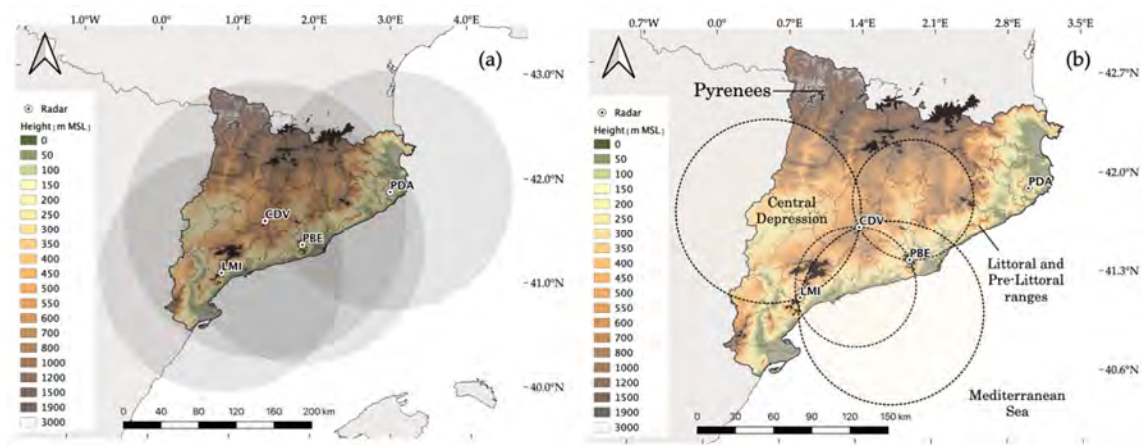 1.0°W 0.0° 1.0°E 2.0°E 3.0°E 4.0°E
(a)
43.0°N
42.0°N
41.0°N
40.0°N
Radar
Height [m MSL]
0
50
100
150
200
250
300
350
400
450
500
550
600
700
800
1000
1200
1500
1900
3000
PDA
CDV
PBE
LMI
0 40 80 120 160 200 km
0.7°W 0.0° 0.7°E 1.4°E 2.1°E 2.8°E 3.5°E
(b)
42.7°N
42.0°N
41.3°N
40.6°N
Radar
Height [m MSL]
0
50
100
150
200
250
300
350
400
450
500
550
600
700
800
1000
1200
1500
1900
3000
Pyrenees
PDA
Central
Depression
CDV
PBE
LMI
Littoral and
Pre-Littoral
ranges
Mediterranean
Sea
0 30 60 90 120 150 km